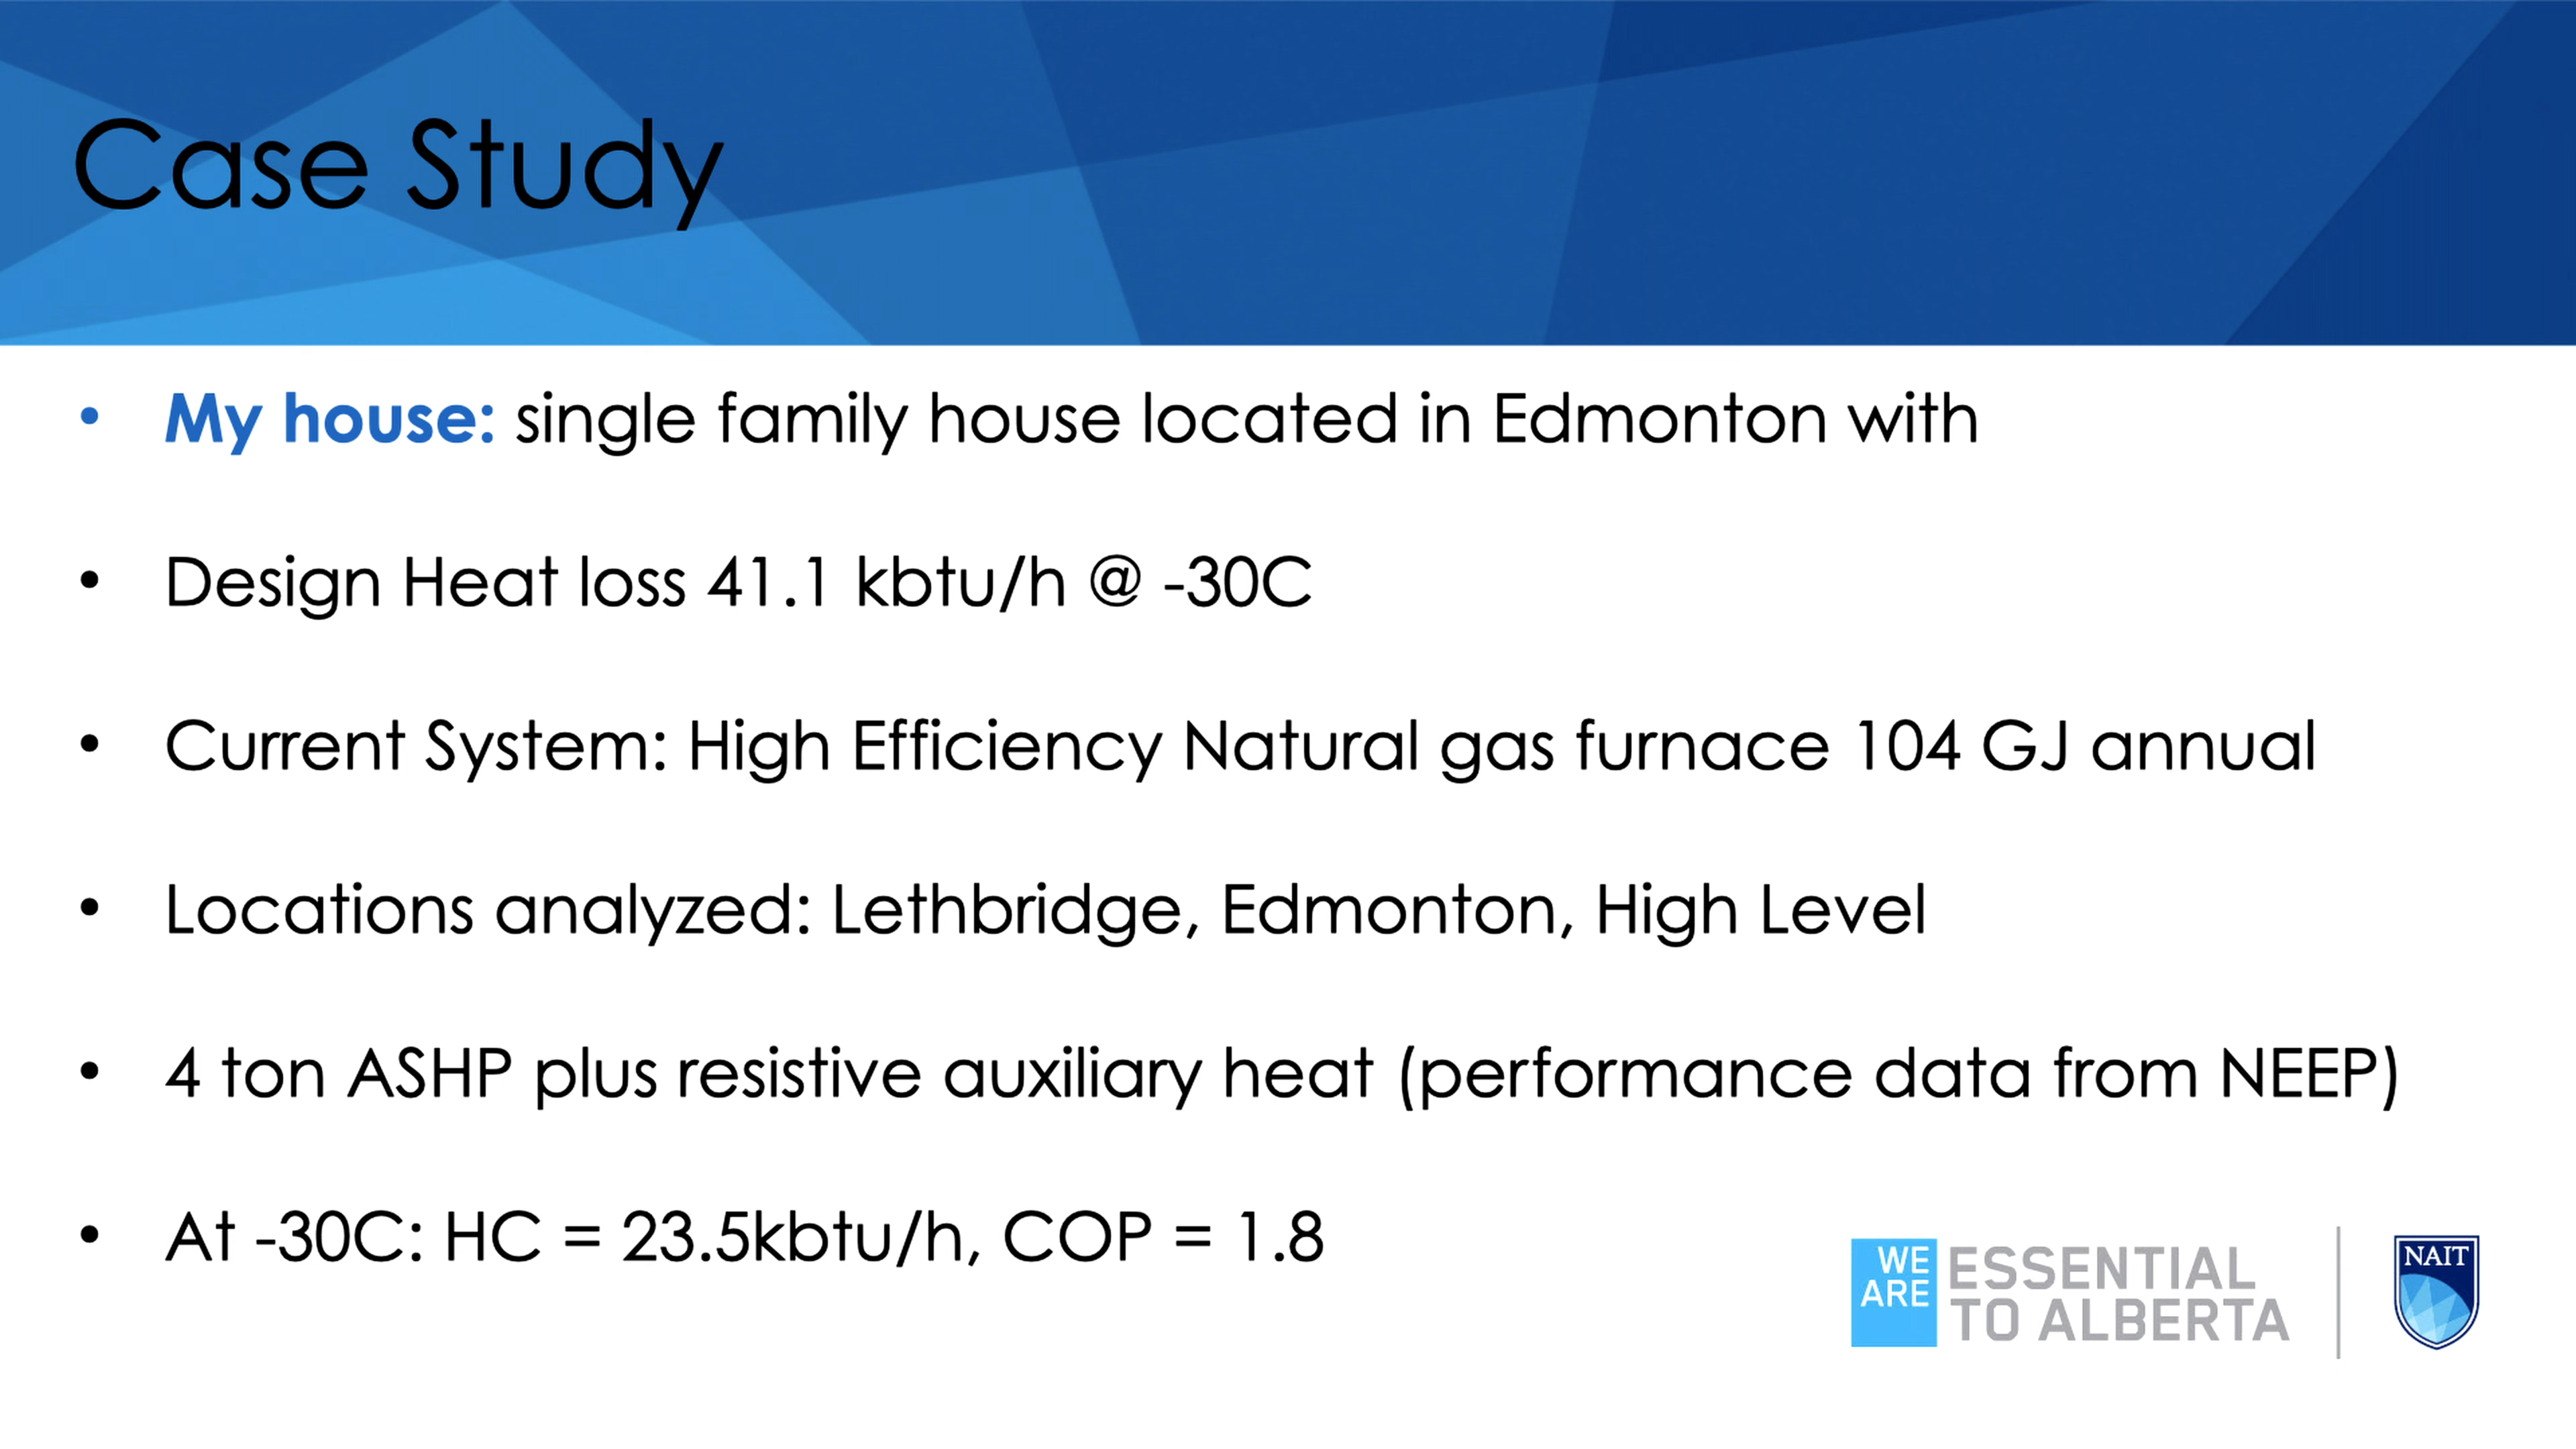 Case Study
• My house: single family house located in Edmonton with
• Design Heat loss 41.1 kbtu/h @ -30C
• Current System: High Efficiency Natural gas furnace 104 GJ annual
• Locations analyzed: Lethbridge, Edmonton, High Level
• 4 ton ASHP plus resistive auxiliary heat (performance data from NEEP)
• At -30C: HC = 23.5kbtu/h, COP = 1.8
WE
ARE
ESSENTIAL
TO ALBERTA
NAIT